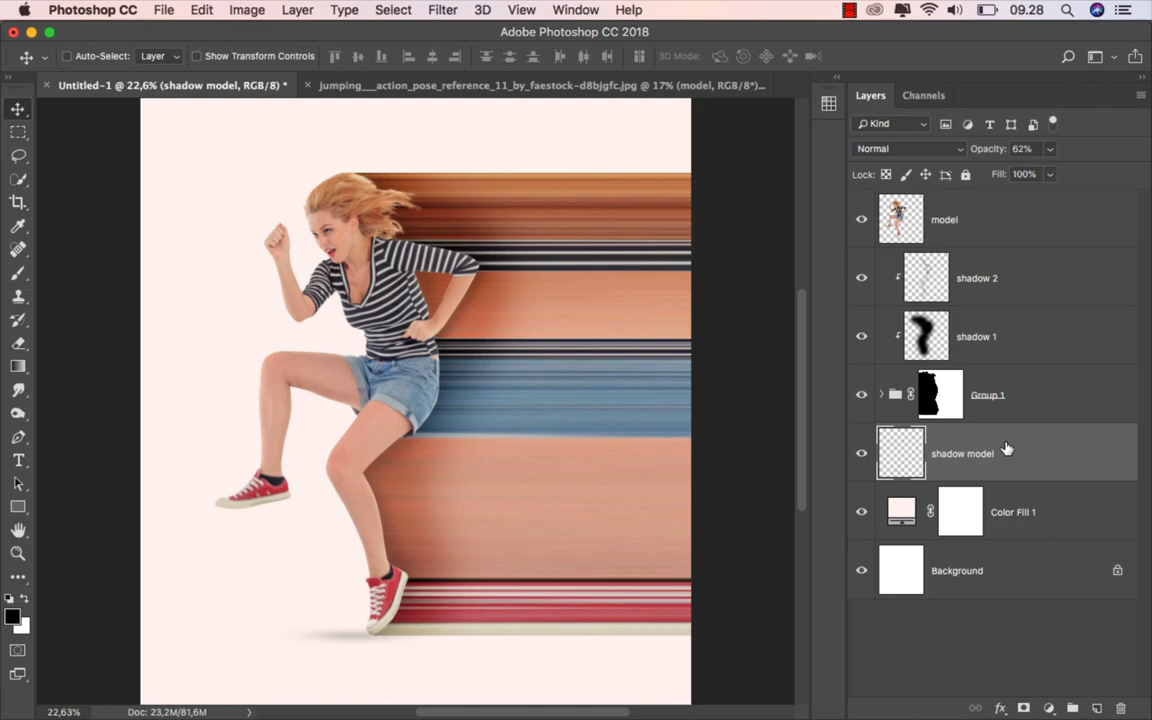 Photoshop CC File Edit Image Layer Type Select Filter 3D View Window Help 09.28
Adobe Photoshop CC 2018
Auto-Select: Layer Show Transform Controls 3D Mode:
Untitled-1 @ 22,6% (shadow model, RGB/8) * jumping___action_pose_reference_11_by_faestock-d8bjgfc.jpg @ 17% (model, RGB/8*)...
Layers Channels
Kind
Normal Opacity: 62%
Lock: Fill: 100%
model
shadow 2
shadow 1
Group 1
shadow model
Color Fill 1
Background
22,63% Doc: 23,2M/81,6M